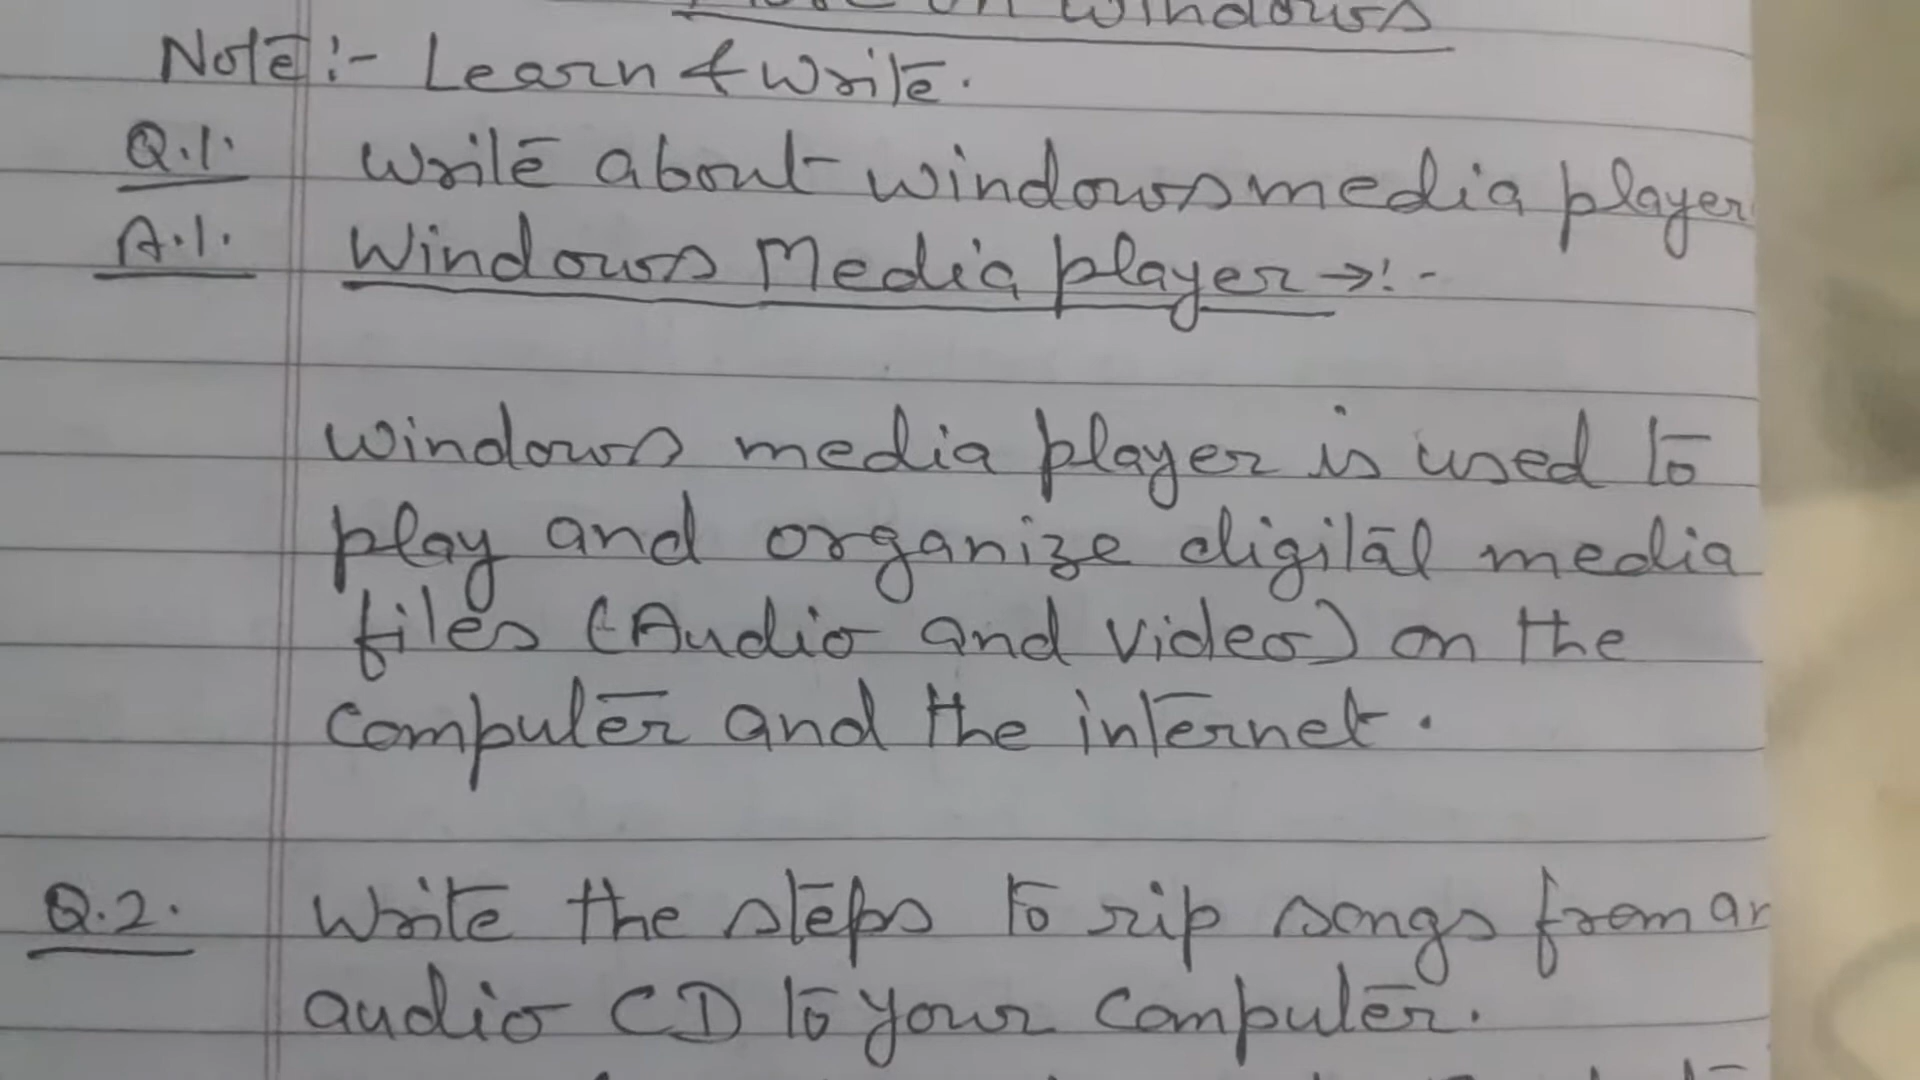 on Windows
Note:- Learn & write.
Q.1. Write about windows media player
A.1. Windows Media player →:-
windows media player is used to
play and organize digital media
files (Audio and video) on the
computer and the internet.
Q.2. Write the steps to rip songs from an
audio CD to your computer.